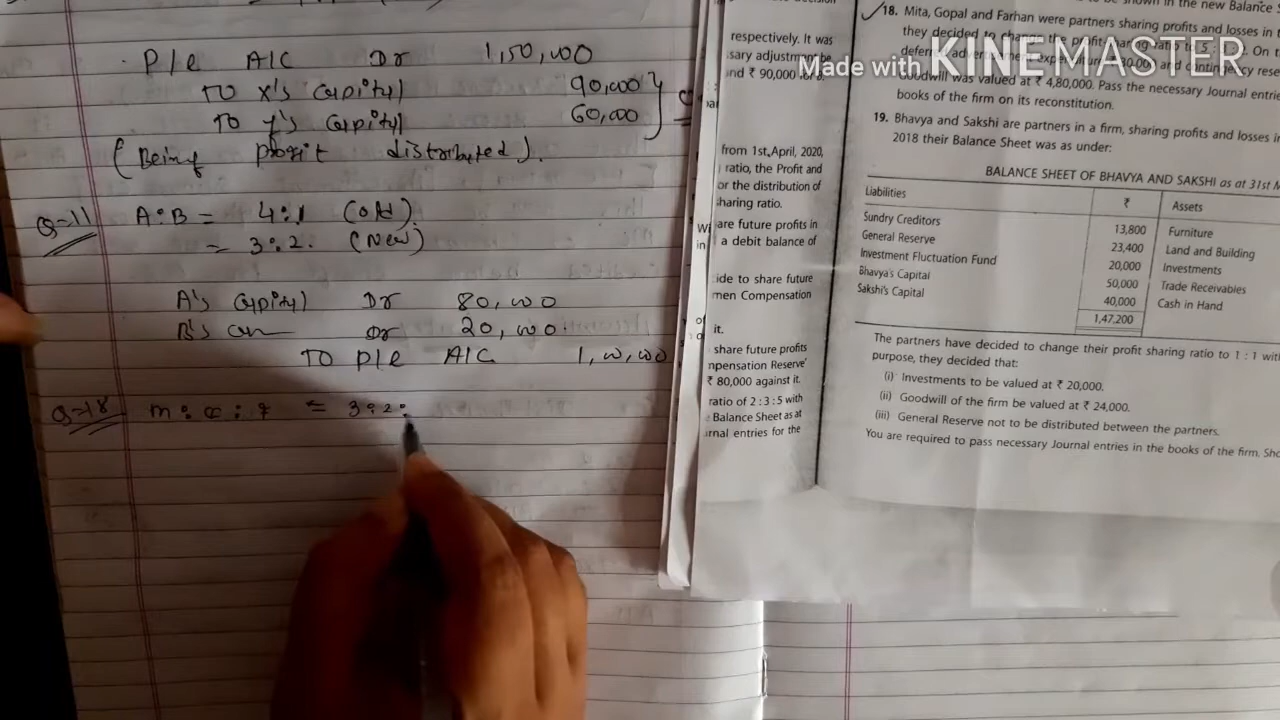 P/L A/C Dr 1,50,000
To X's Capital 90,000
To Y's Capital 60,000
(Being profit distributed).
Q-11 A:B = 4:1 (Old)
= 3:2. (New)
A's Capital Dr 80,000
B's Dr 20,000
To P/L A/C 1,00,000
Q-18 M:G:F = 3:2:
respectively. It was
sary adjustm
nd ₹ 90,000
from 1st, April, 2020,
ratio, the Profit and
or the distribution of
haring ratio.
are future profits in
a debit balance of
ide to share future
men Compensation
it.
share future profits
npensation Reserve'
₹ 80,000 against it.
ratio of 2:3:5 with
Balance Sheet as at
rnal entries for the
in the new Balance S
18. Mita, Gopal and Farhan were partners sharing profits and losses in t
they decided to change the profit
Made with KINEMASTER
Goodwill was valued at ₹ 4,80,000. Pass the necessary Journal entrie
books of the firm on its reconstitution.
19. Bhavya and Sakshi are partners in a firm, sharing profits and losses in
2018 their Balance Sheet was as under:
BALANCE SHEET OF BHAVYA AND SAKSHI as at 31st M
Liabilities ₹ Assets
Sundry Creditors 13,800 Furniture
General Reserve 23,400 Land and Building
Investment Fluctuation Fund 20,000 Investments
Bhavya's Capital 50,000 Trade Receivables
Sakshi's Capital 40,000 Cash in Hand
1,47,200
The partners have decided to change their profit sharing ratio to 1 : 1 wit
purpose, they decided that:
(i) Investments to be valued at ₹ 20,000.
(ii) Goodwill of the firm be valued at ₹ 24,000.
(iii) General Reserve not to be distributed between the partners.
You are required to pass necessary Journal entries in the books of the firm. Sho